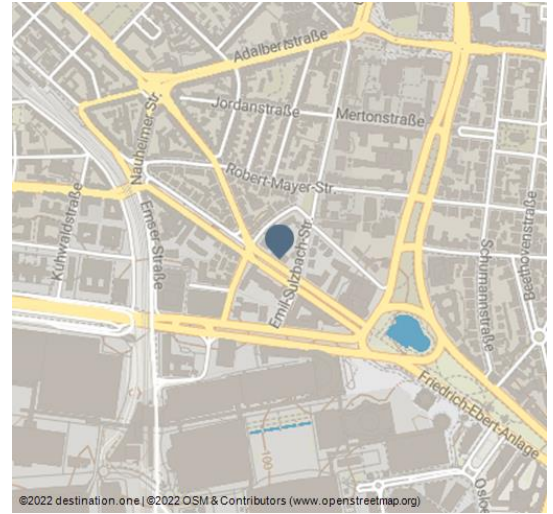 Adalbertstraße
Jordanstraße
Mertonstraße
Nauheimer Str.
Robert-Mayer-Str.
Kuhwaldstraße
Emser Straße
Emil-Sulzbach-Str.
Schumannstraße
Beethovenstraße
Friedrich-Ebert-Anlage
100
Oslo
©2022 destination.one | ©2022 OSM & Contributors (www.openstreetmap.org)